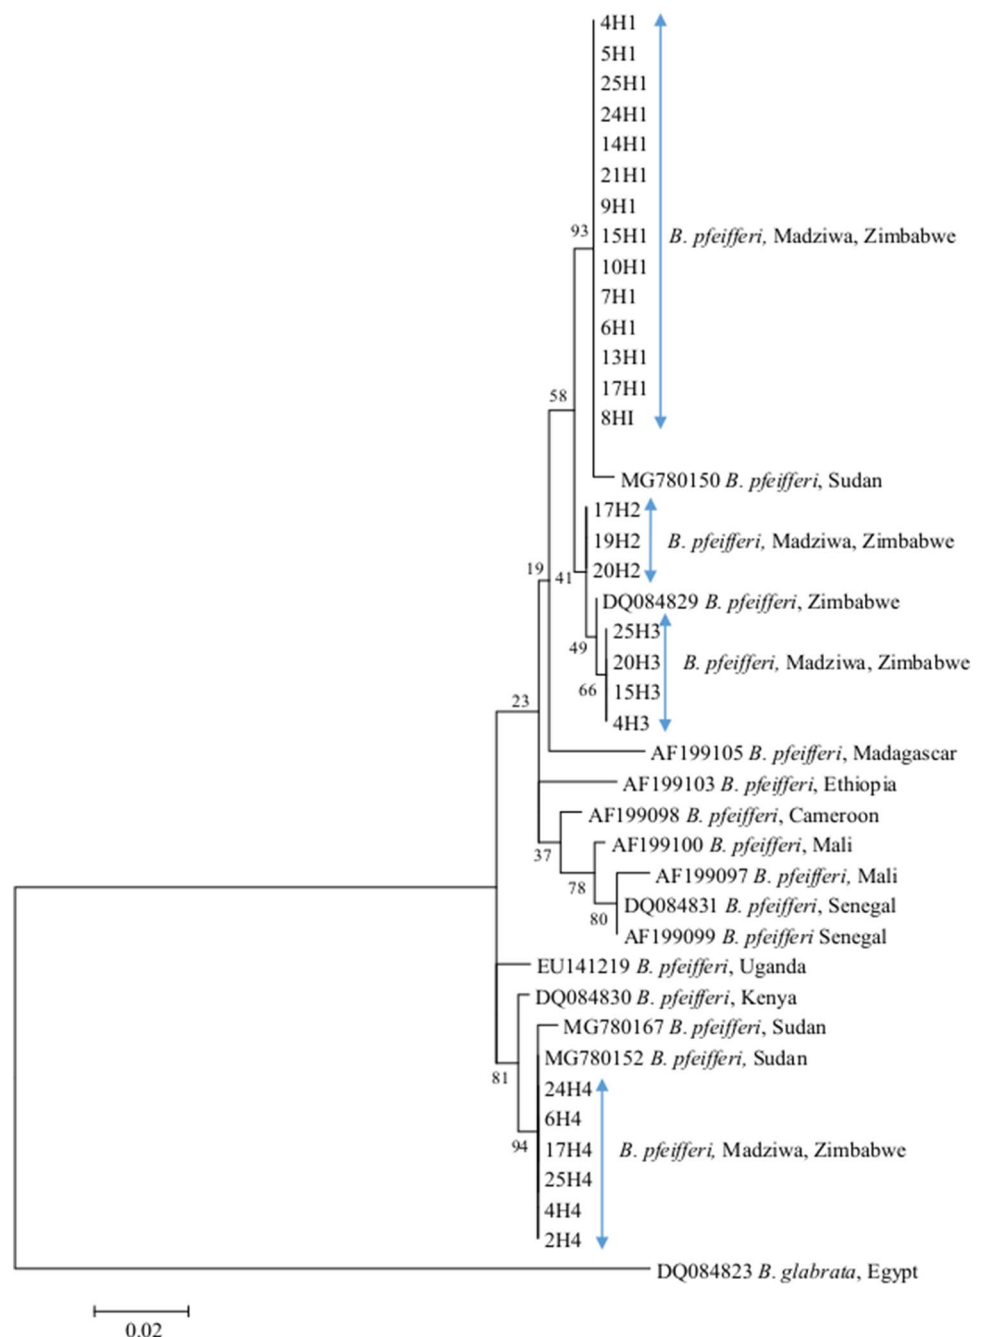 4H1
5H1
25H1
24H1
14H1
21H1
9H1
93
15H1 B. pfeifferi, Madziwa, Zimbabwe
10H1
7H1
6H1
13H1
17H1
58
8HI
MG780150 B. pfeifferi, Sudan
17H2
19H2 B. pfeifferi, Madziwa, Zimbabwe
19
41
20H2
DQ084829 B. pfeifferi, Zimbabwe
25H3
49
20H3 B. pfeifferi, Madziwa, Zimbabwe
66
15H3
23
4H3
AF199105 B. pfeifferi, Madagascar
AF199103 B. pfeifferi, Ethiopia
AF199098 B. pfeifferi, Cameroon
37
AF199100 B. pfeifferi, Mali
78
AF199097 B. pfeifferi, Mali
80
DQ084831 B. pfeifferi, Senegal
AF199099 B. pfeifferi Senegal
EU141219 B. pfeifferi, Uganda
DQ084830 B. pfeifferi, Kenya
MG780167 B. pfeifferi, Sudan
MG780152 B. pfeifferi, Sudan
81
24H4
6H4
94
17H4 B. pfeifferi, Madziwa, Zimbabwe
25H4
4H4
2H4
DQ084823 B. glabrata, Egypt
0.02